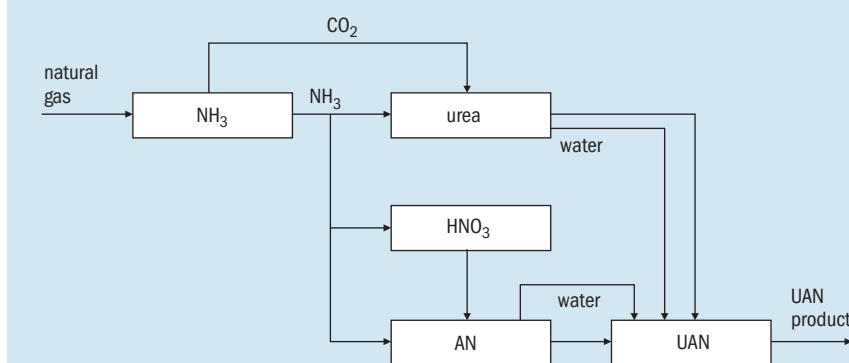 CO₂
natural
gas
NH₃
NH₃
urea
water
HNO₃
water
UAN
product
AN
UAN